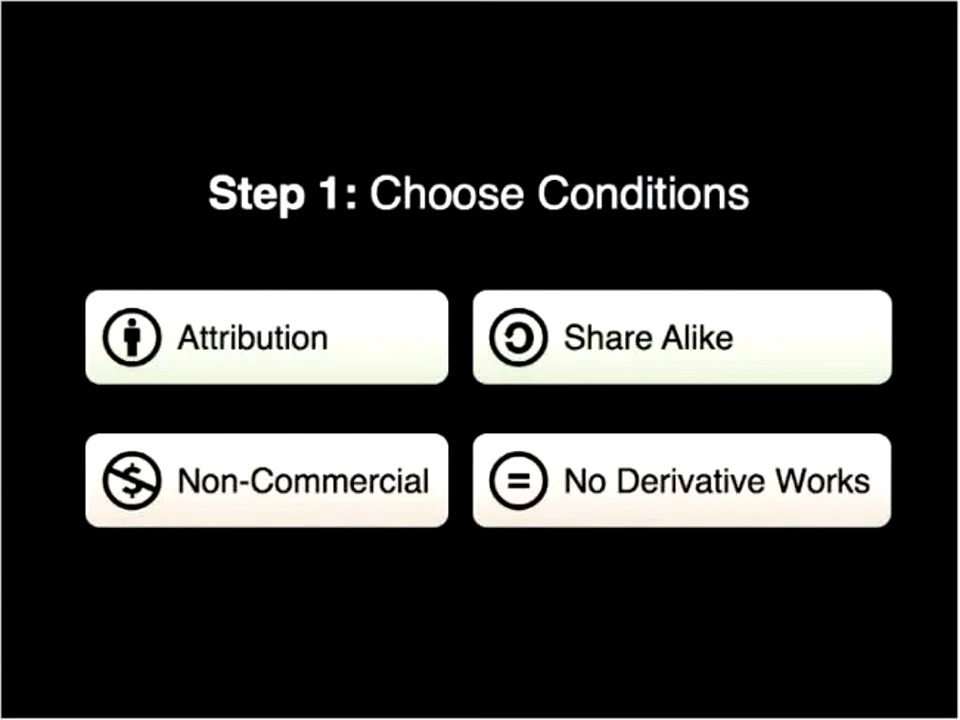 Step 1: Choose Conditions
Attribution
Share Alike
Non-Commercial
No Derivative Works